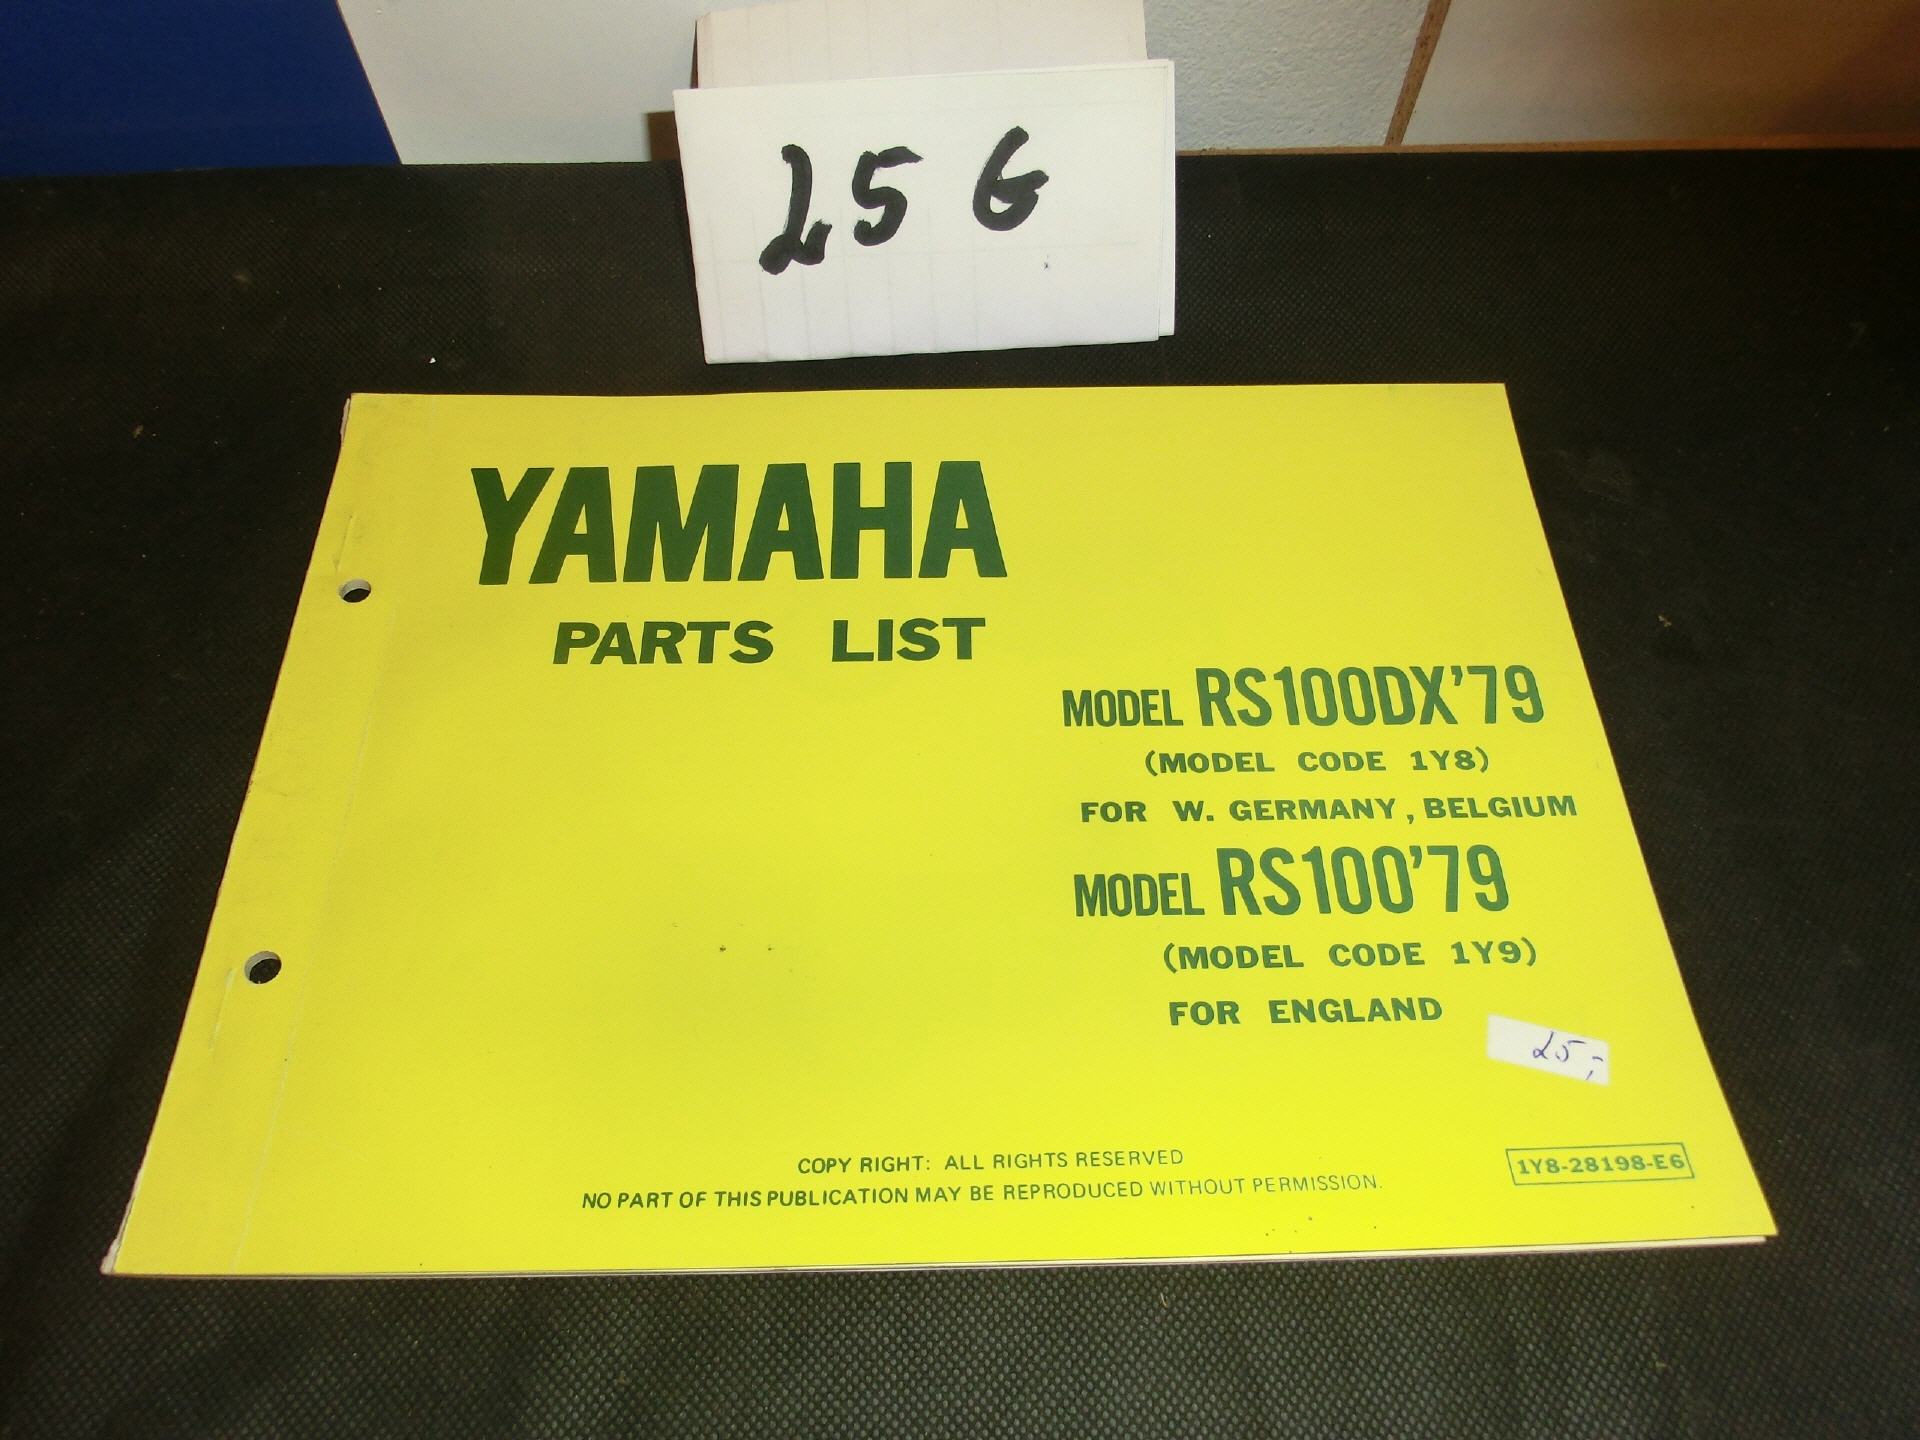 25 G
YAMAHA
PARTS LIST
MODEL RS100DX'79
(MODEL CODE 1Y8)
FOR W. GERMANY, BELGIUM
MODEL RS100'79
(MODEL CODE 1Y9)
FOR ENGLAND
25,-
COPY RIGHT: ALL RIGHTS RESERVED
NO PART OF THIS PUBLICATION MAY BE REPRODUCED WITHOUT PERMISSION.
1Y8-28198-E6